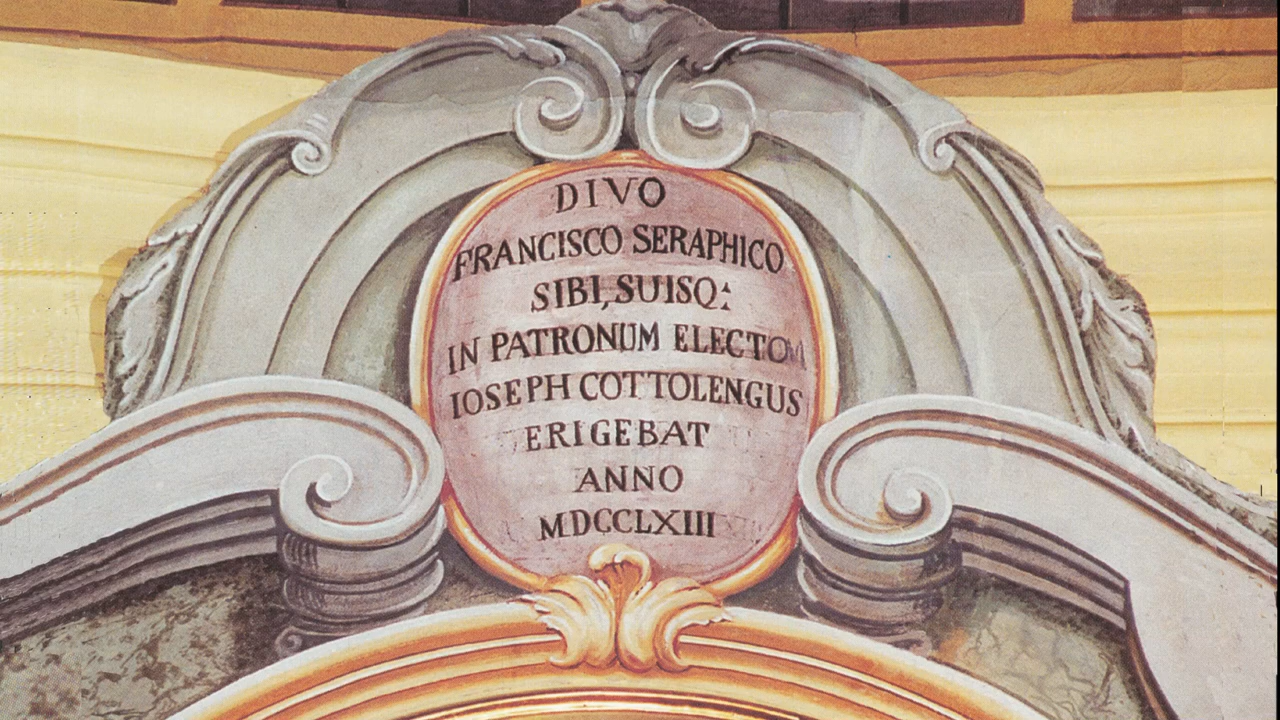 DIVO
FRANCISCO SERAPHICO
SIBI, SUISQ:
IN PATRONUM ELECTOM
IOSEPH COTTOLENGUS
ERIGEBAT
ANNO
MDCCLXIII